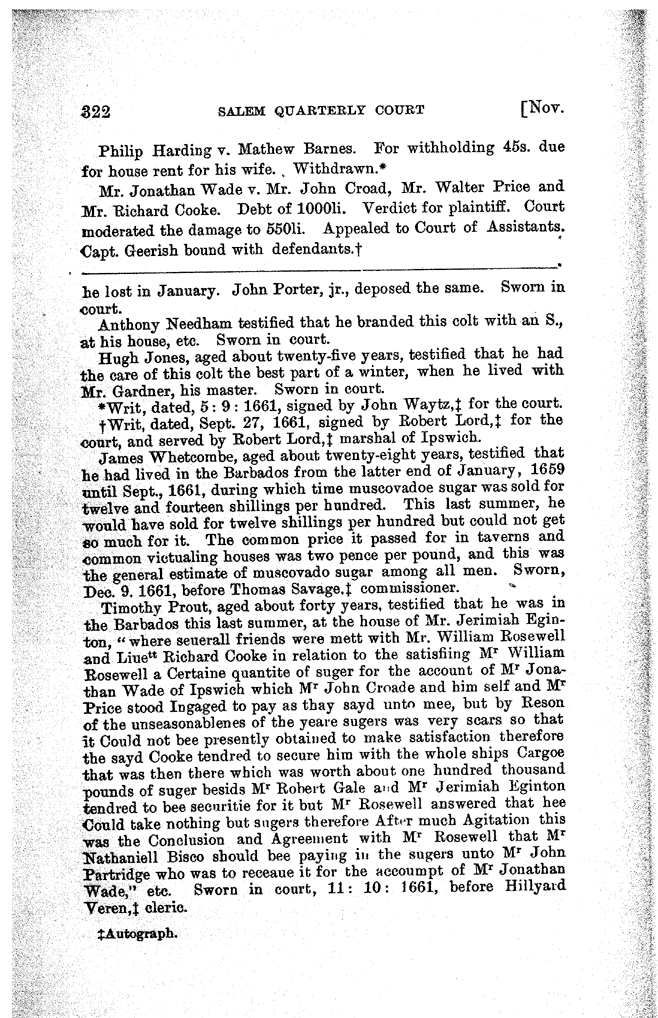 322 SALEM QUARTERLY COURT [Nov.
Philip Harding v. Mathew Barnes. For withholding 45s. due
for house rent for his wife. Withdrawn.*
Mr. Jonathan Wade v. Mr. John Croad, Mr. Walter Price and
Mr. Richard Cooke. Debt of 1000li. Verdict for plaintiff. Court
moderated the damage to 550li. Appealed to Court of Assistants.
Capt. Geerish bound with defendants.†
he lost in January. John Porter, jr., deposed the same. Sworn in
court.
Anthony Needham testified that he branded this colt with an S.,
at his house, etc. Sworn in court.
Hugh Jones, aged about twenty-five years, testified that he had
the care of this colt the best part of a winter, when he lived with
Mr. Gardner, his master. Sworn in court.
*Writ, dated, 5: 9: 1661, signed by John Waytz,‡ for the court.
†Writ, dated, Sept. 27, 1661, signed by Robert Lord,‡ for the
court, and served by Robert Lord,‡ marshal of Ipswich.
James Whetcombe, aged about twenty-eight years, testified that
he had lived in the Barbados from the latter end of January, 1659
until Sept., 1661, during which time muscovadoe sugar was sold for
twelve and fourteen shillings per hundred. This last summer, he
would have sold for twelve shillings per hundred but could not get
so much for it. The common price it passed for in taverns and
common victualing houses was two pence per pound, and this was
the general estimate of muscovado sugar among all men. Sworn,
Dec. 9. 1661, before Thomas Savage,‡ commissioner.
Timothy Prout, aged about forty years, testified that he was in
the Barbados this last summer, at the house of Mr. Jerimiah Egin-
ton, "where seuerall friends were mett with Mr. William Rosewell
and Liueᵗᵗ Richard Cooke in relation to the satisfiing Mʳ William
Rosewell a Certaine quantite of suger for the account of Mʳ Jona-
than Wade of Ipswich which Mʳ John Croade and him self and Mʳ
Price stood Ingaged to pay as thay sayd unto mee, but by Reson
of the unseasonablenes of the yeare sugers was very scars so that
it Could not bee presently obtained to make satisfaction therefore
the sayd Cooke tendred to secure him with the whole ships Cargoe
that was then there which was worth about one hundred thousand
pounds of suger besids Mʳ Robert Gale and Mʳ Jerimiah Eginton
tendred to bee securitie for it but Mʳ Rosewell answered that hee
Could take nothing but sugers therefore After much Agitation this
was the Conclusion and Agreement with Mʳ Rosewell that Mʳ
Nathaniell Bisco should bee paying in the sugers unto Mʳ John
Partridge who was to receaue it for the accoumpt of Mʳ Jonathan
Wade," etc. Sworn in court, 11: 10: 1661, before Hillyard
Veren,‡ cleric.
‡Autograph.